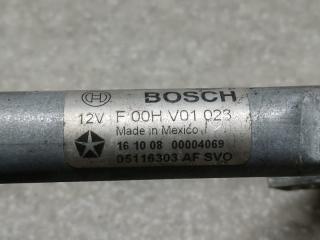 BOSCH
12V F 00H V01 023
Made in Mexico
16 10 08 00004069
05116303 AF SVO